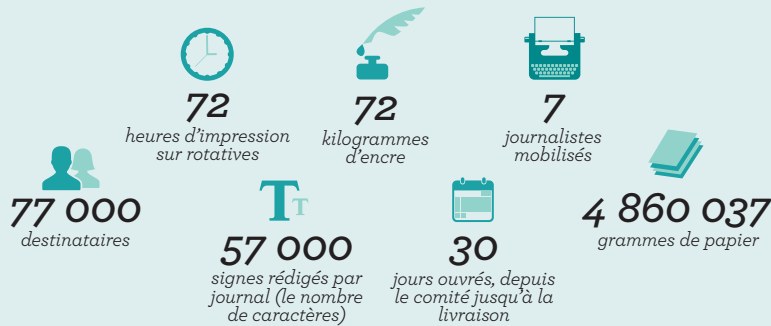 72
heures d'impression
sur rotatives
72
kilogrammes
d'encre
7
journalistes
mobilisés
77 000
destinataires
57 000
signes rédigés par
journal (le nombre
de caractères)
30
jours ouvrés, depuis
le comité jusqu'à la
livraison
4 860 037
grammes de papier